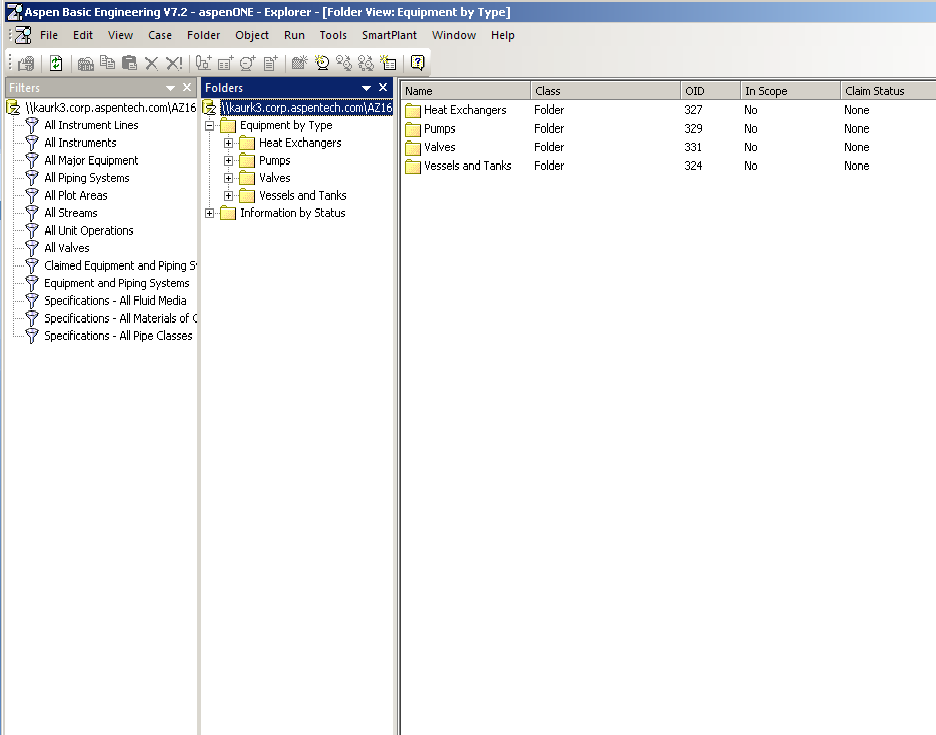 Aspen Basic Engineering V7.2 - aspenONE - Explorer - [Folder View: Equipment by Type]
File Edit View Case Folder Object Run Tools SmartPlant Window Help
Filters
\\kaurk3.corp.aspentech.com\AZ16
All Instrument Lines
All Instruments
All Major Equipment
All Piping Systems
All Plot Areas
All Streams
All Unit Operations
All Valves
Claimed Equipment and Piping S
Equipment and Piping Systems
Specifications - All Fluid Media
Specifications - All Materials of C
Specifications - All Pipe Classes
Folders
\\kaurk3.corp.aspentech.com\AZ16
Equipment by Type
Heat Exchangers
Pumps
Valves
Vessels and Tanks
Information by Status
Name Class OID In Scope Claim Status
Heat Exchangers Folder 327 No None
Pumps Folder 329 No None
Valves Folder 331 No None
Vessels and Tanks Folder 324 No None